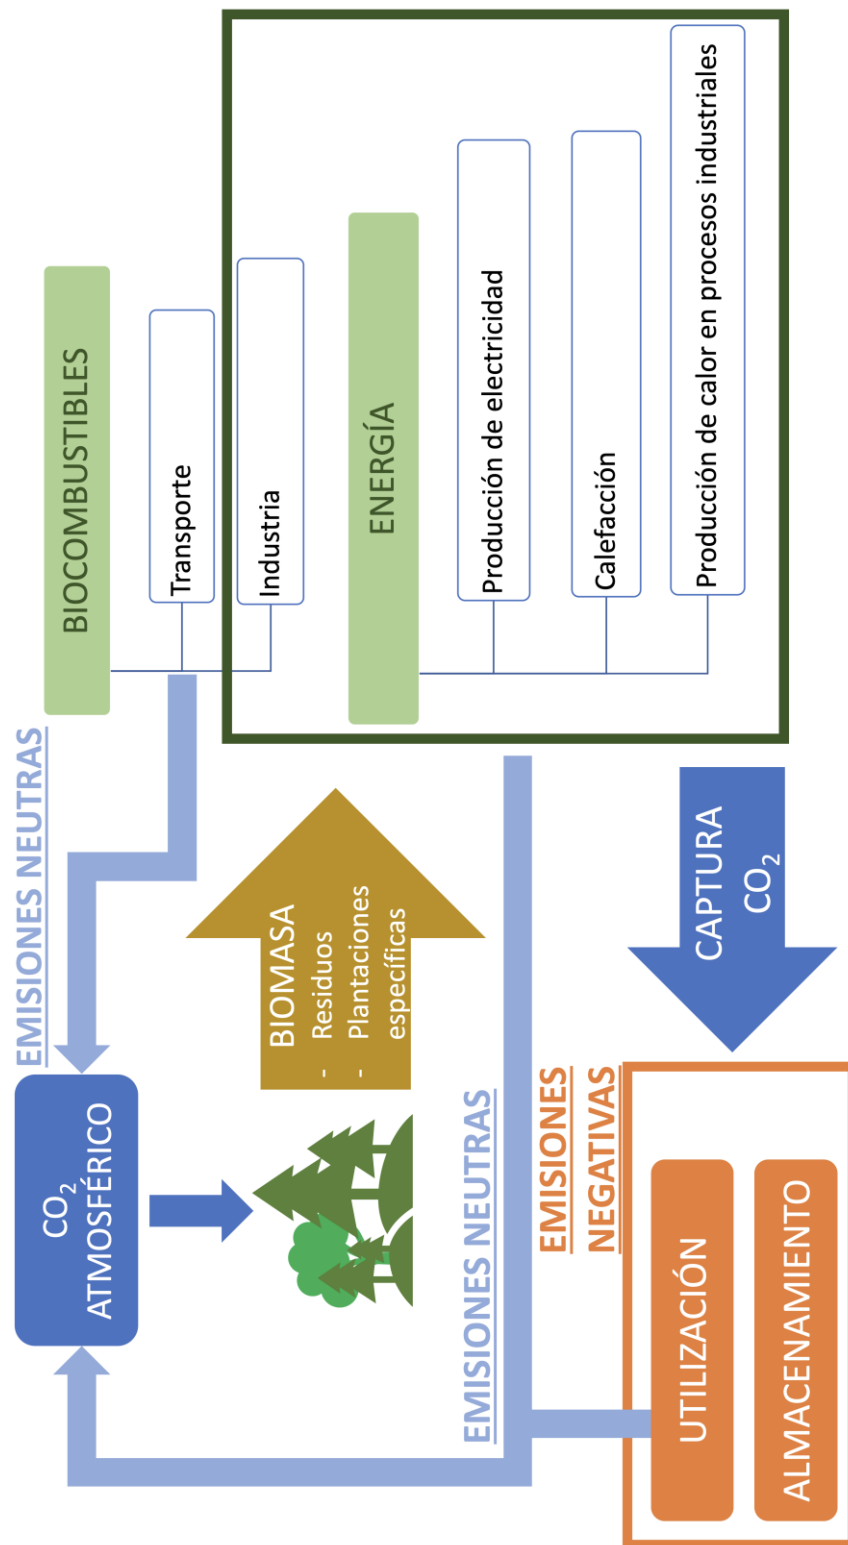 CO₂
ATMOSFÉRICO
EMISIONES NEUTRAS
BIOCOMBUSTIBLES
Transporte
Industria
BIOMASA
- Residuos
- Plantaciones
específicas
ENERGÍA
Producción de electricidad
Calefacción
Producción de calor en procesos industriales
EMISIONES NEUTRAS
EMISIONES
NEGATIVAS
UTILIZACIÓN
ALMACENAMIENTO
CAPTURA
CO₂